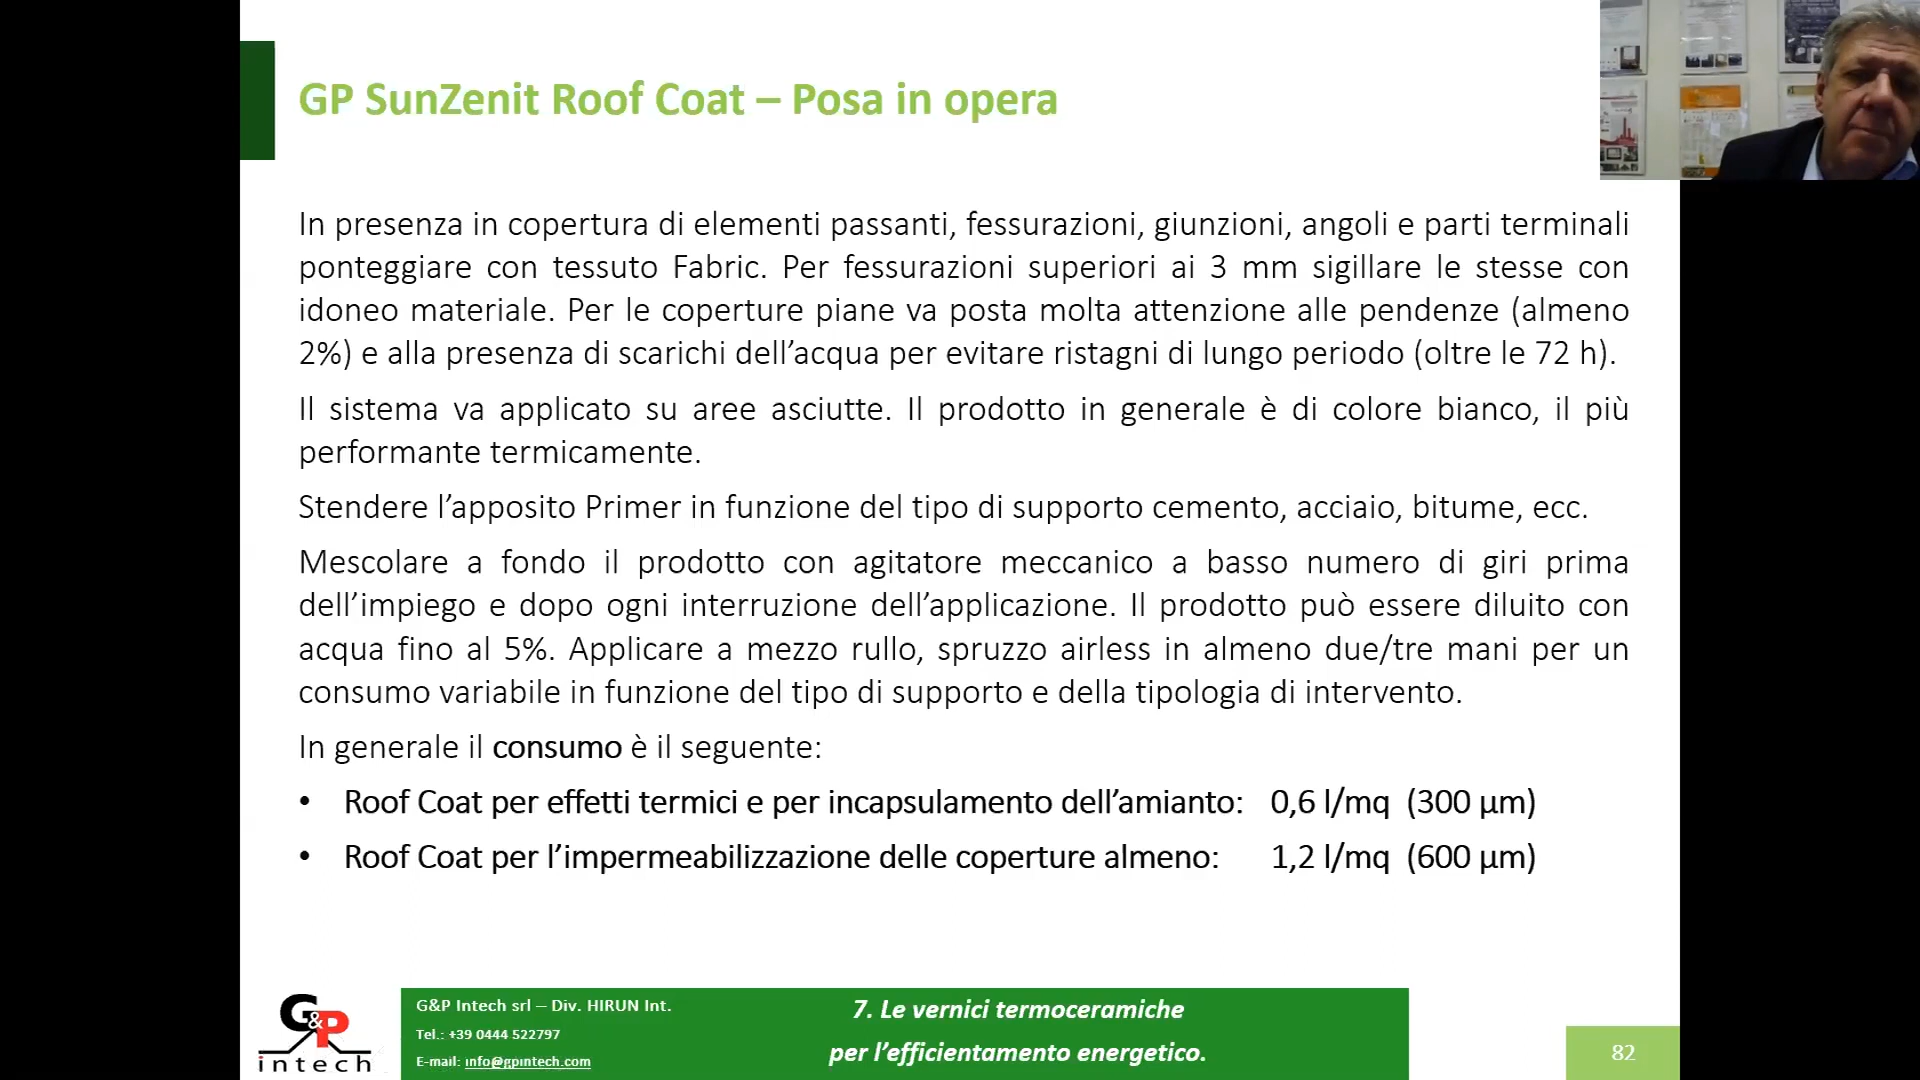 GP SunZenit Roof Coat – Posa in opera
In presenza in copertura di elementi passanti, fessurazioni, giunzioni, angoli e parti terminali
ponteggiare con tessuto Fabric. Per fessurazioni superiori ai 3 mm sigillare le stesse con
idoneo materiale. Per le coperture piane va posta molta attenzione alle pendenze (almeno
2%) e alla presenza di scarichi dell’acqua per evitare ristagni di lungo periodo (oltre le 72 h).
Il sistema va applicato su aree asciutte. Il prodotto in generale è di colore bianco, il più
performante termicamente.
Stendere l’apposito Primer in funzione del tipo di supporto cemento, acciaio, bitume, ecc.
Mescolare a fondo il prodotto con agitatore meccanico a basso numero di giri prima
dell’impiego e dopo ogni interruzione dell’applicazione. Il prodotto può essere diluito con
acqua fino al 5%. Applicare a mezzo rullo, spruzzo airless in almeno due/tre mani per un
consumo variabile in funzione del tipo di supporto e della tipologia di intervento.
In generale il consumo è il seguente:
• Roof Coat per effetti termici e per incapsulamento dell’amianto: 0,6 l/mq (300 µm)
• Roof Coat per l’impermeabilizzazione delle coperture almeno: 1,2 l/mq (600 µm)
G&P
intech
G&P Intech srl – Div. HIRUN Int.
Tel.: +39 0444 522797
E-mail: info@gpintech.com
7. Le vernici termoceramiche
per l’efficientamento energetico.
82